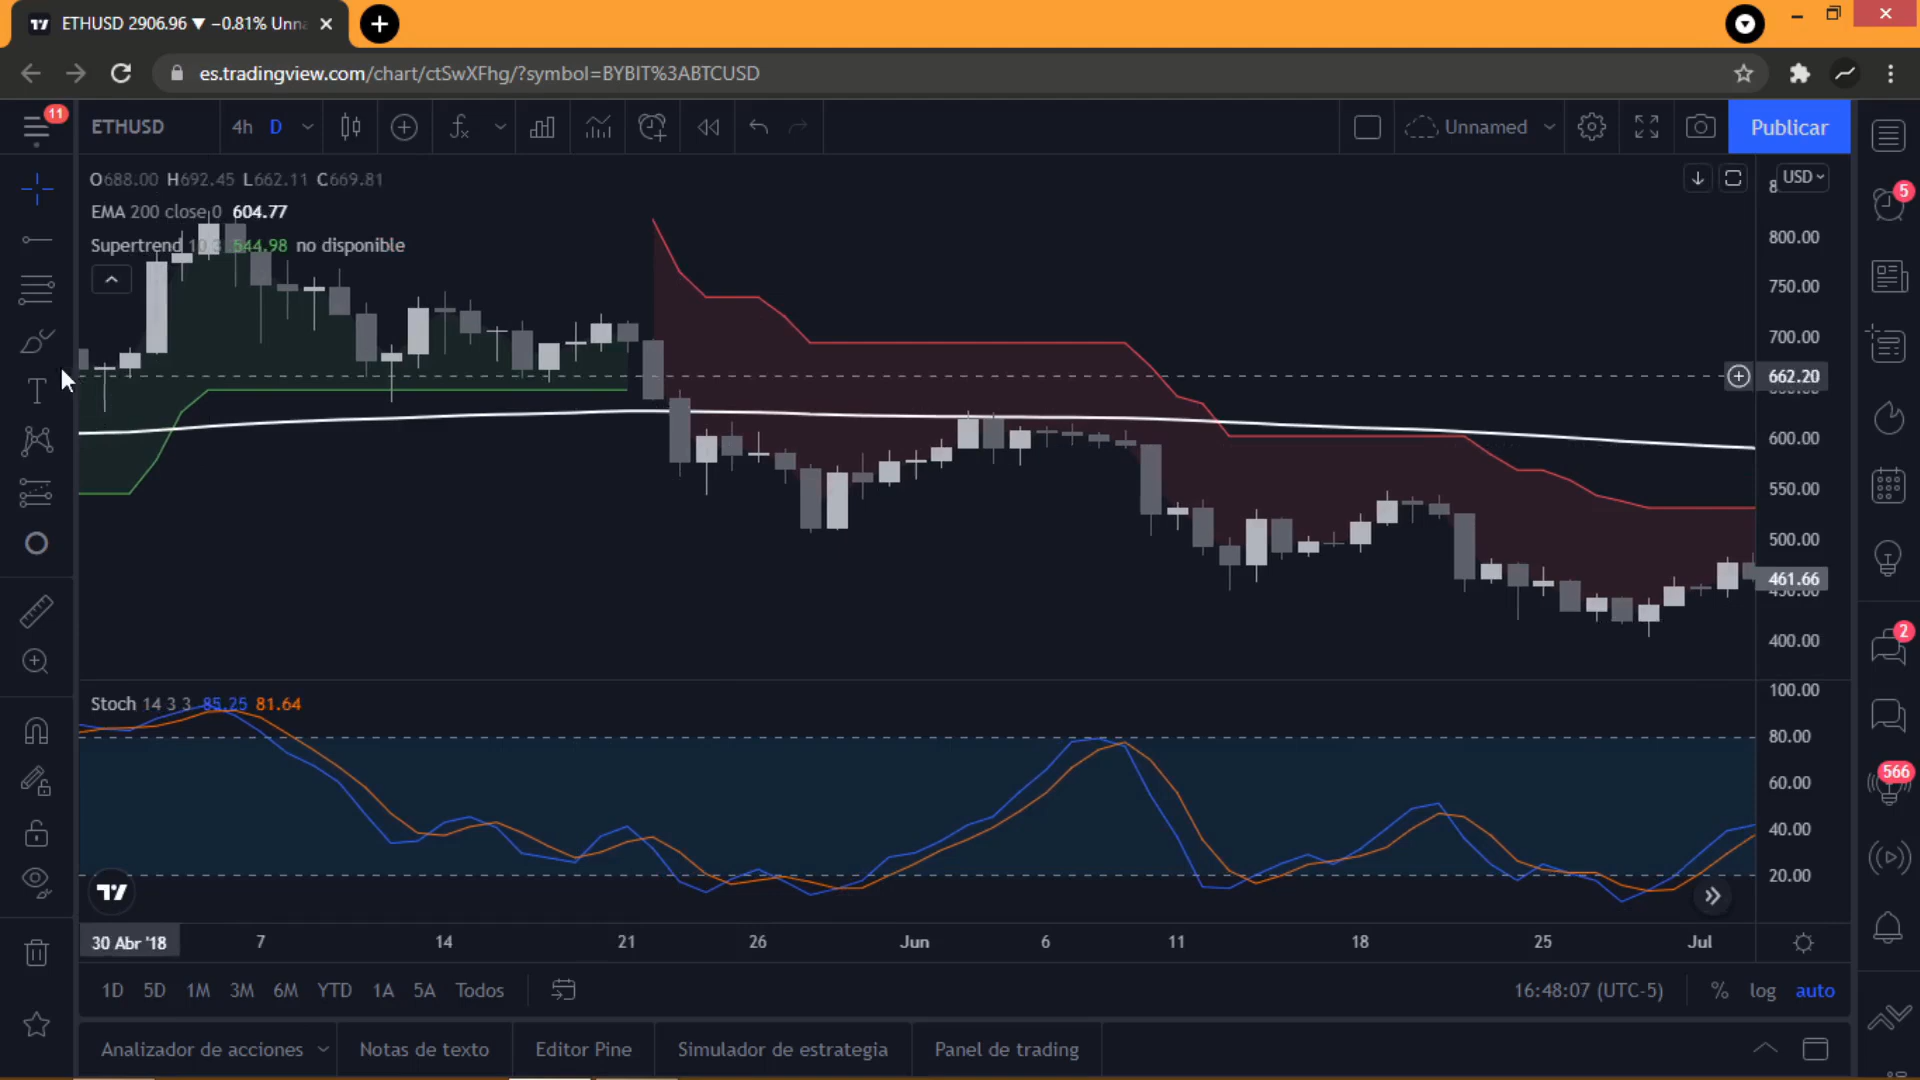 ETHUSD 2906.96 ▼ −0.81% Unn
es.tradingview.com/chart/ctSwXFhg/?symbol=BYBIT%3ABTCUSD
11
ETHUSD 4h D
Unnamed
Publicar
O688.00 H692.45 L662.11 C669.81
USD
EMA 200 close 0 604.77
Supertrend 10 3 544.98 no disponible
5
800.00
750.00
700.00
662.20
600.00
550.00
500.00
461.66
400.00
2
Stoch 14 3 3 85.25 81.64
100.00
80.00
60.00
40.00
20.00
566
30 Abr '18 7 14 21 26 Jun 6 11 18 25 Jul
1D 5D 1M 3M 6M YTD 1A 5A Todos
16:48:07 (UTC-5) % log auto
Analizador de acciones Notas de texto Editor Pine Simulador de estrategia Panel de trading